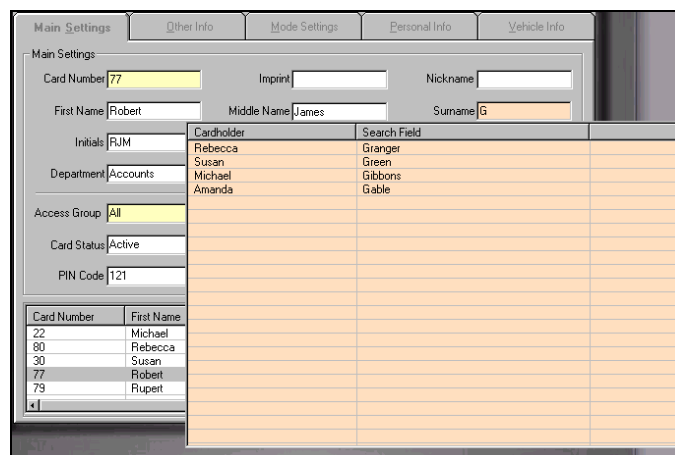 Main Settings Other Info Mode Settings Personal Info Vehicle Info
Main Settings
Card Number 77 Imprint Nickname
First Name Robert Middle Name James Surname G
Initials RJM
Department Accounts
Access Group All
Card Status Active
PIN Code 121
Cardholder Search Field
Rebecca Granger
Susan Green
Michael Gibbons
Amanda Gable
Card Number First Name
22 Michael
80 Rebecca
30 Susan
77 Robert
79 Rupert